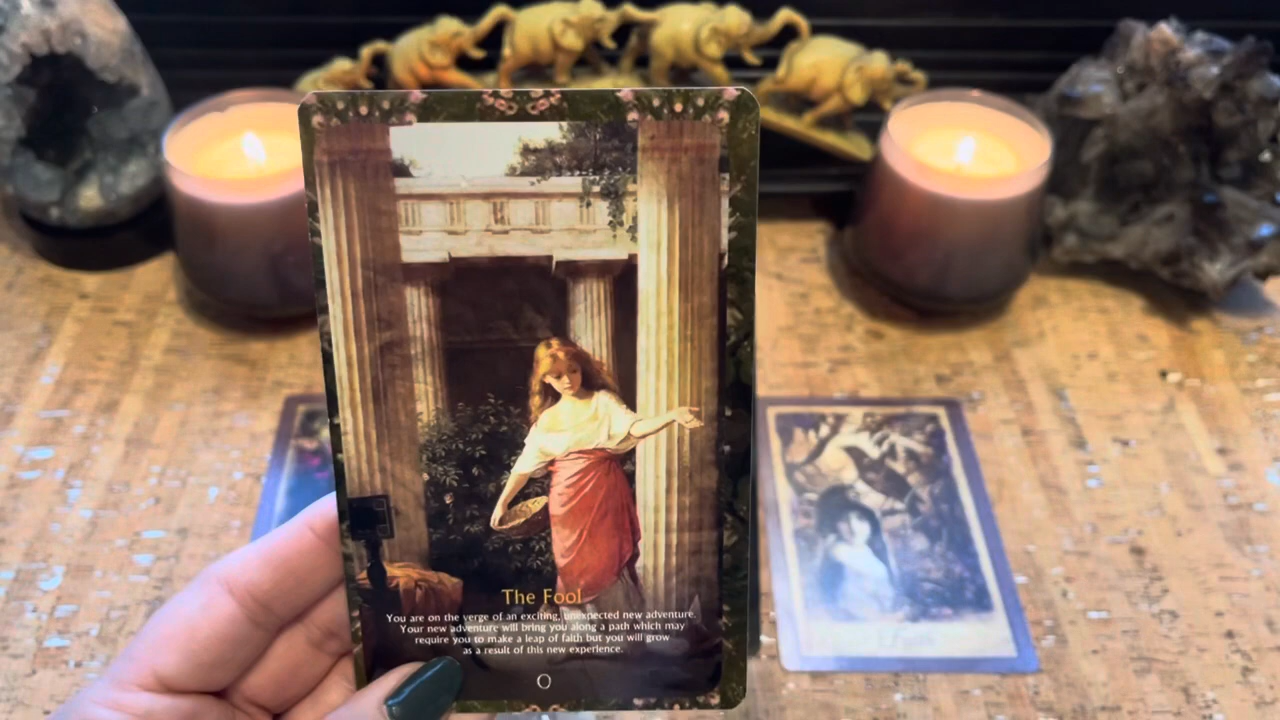 The Fool
You are on the verge of an exciting, unexpected new adventure.
Your new adventure will bring you along a path which may
require you to make a leap of faith but you will grow
as a result of this new experience.
0